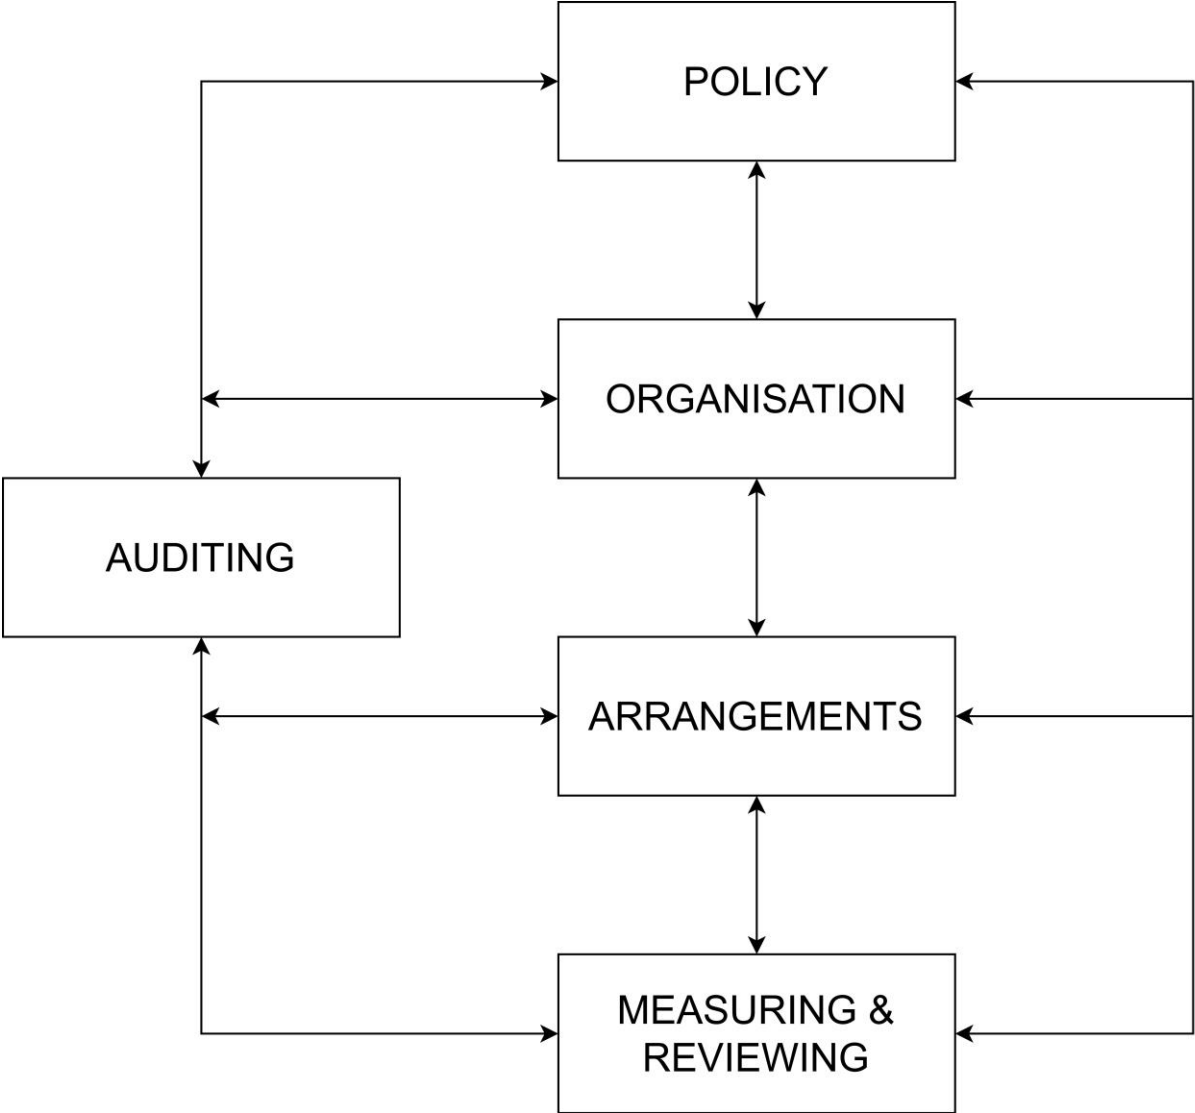 POLICY
ORGANISATION
AUDITING
ARRANGEMENTS
MEASURING &
REVIEWING